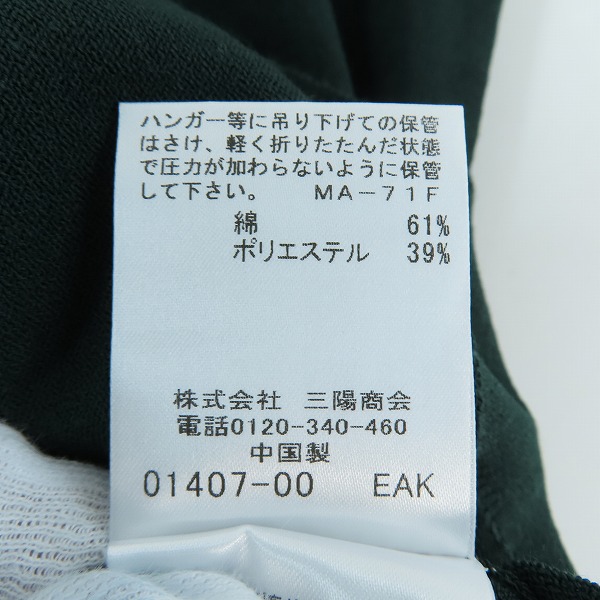 ハンガー等に吊り下げての保管
はさけ、軽く折りたたんだ状態
で圧力が加わらないように保管
して下さい。 MA-71F
綿 61%
ポリエステル 39%
株式会社 三陽商会
電話0120-340-460
中国製
01407-00 EAK